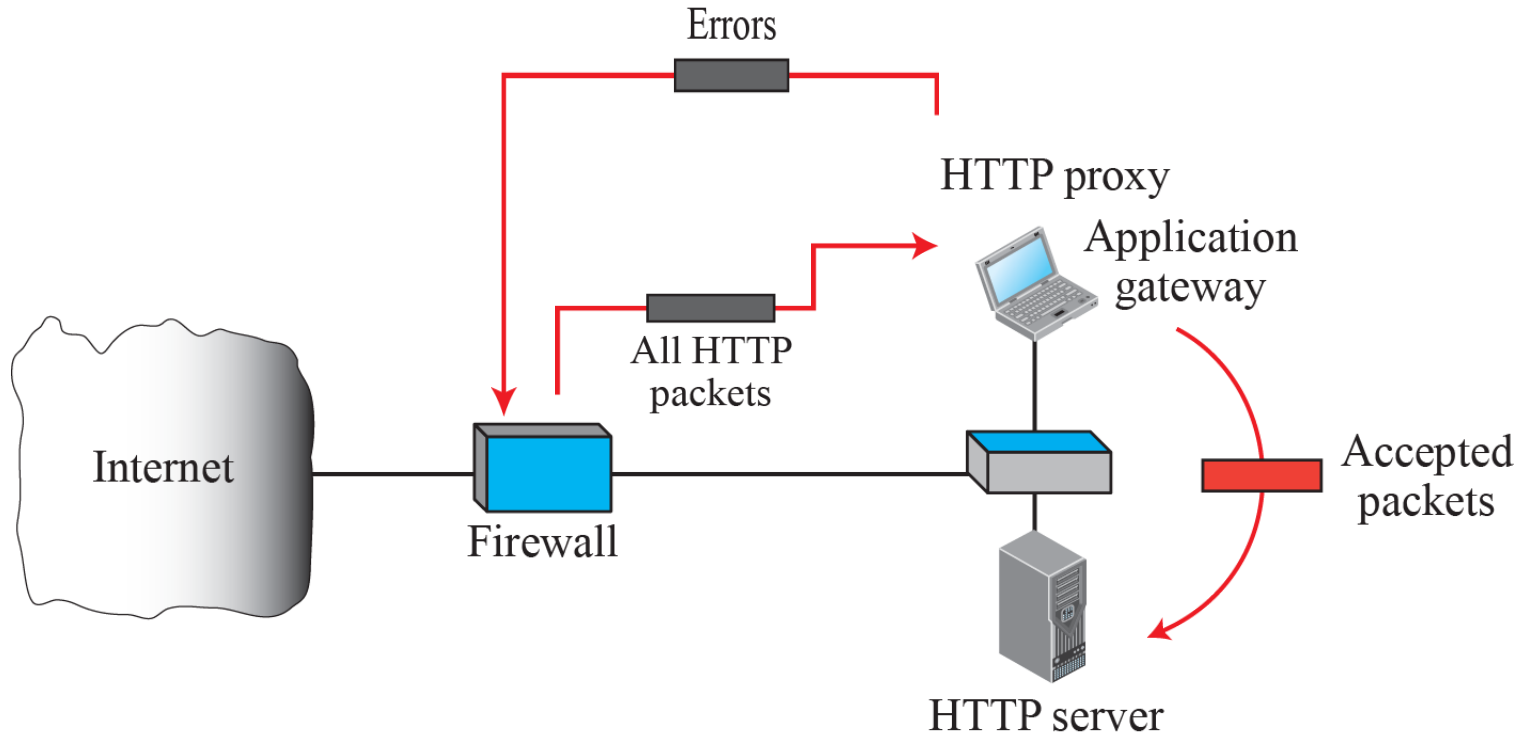 Errors
HTTP proxy
Application
gateway
All HTTP
packets
Internet
Firewall
Accepted
packets
HTTP server